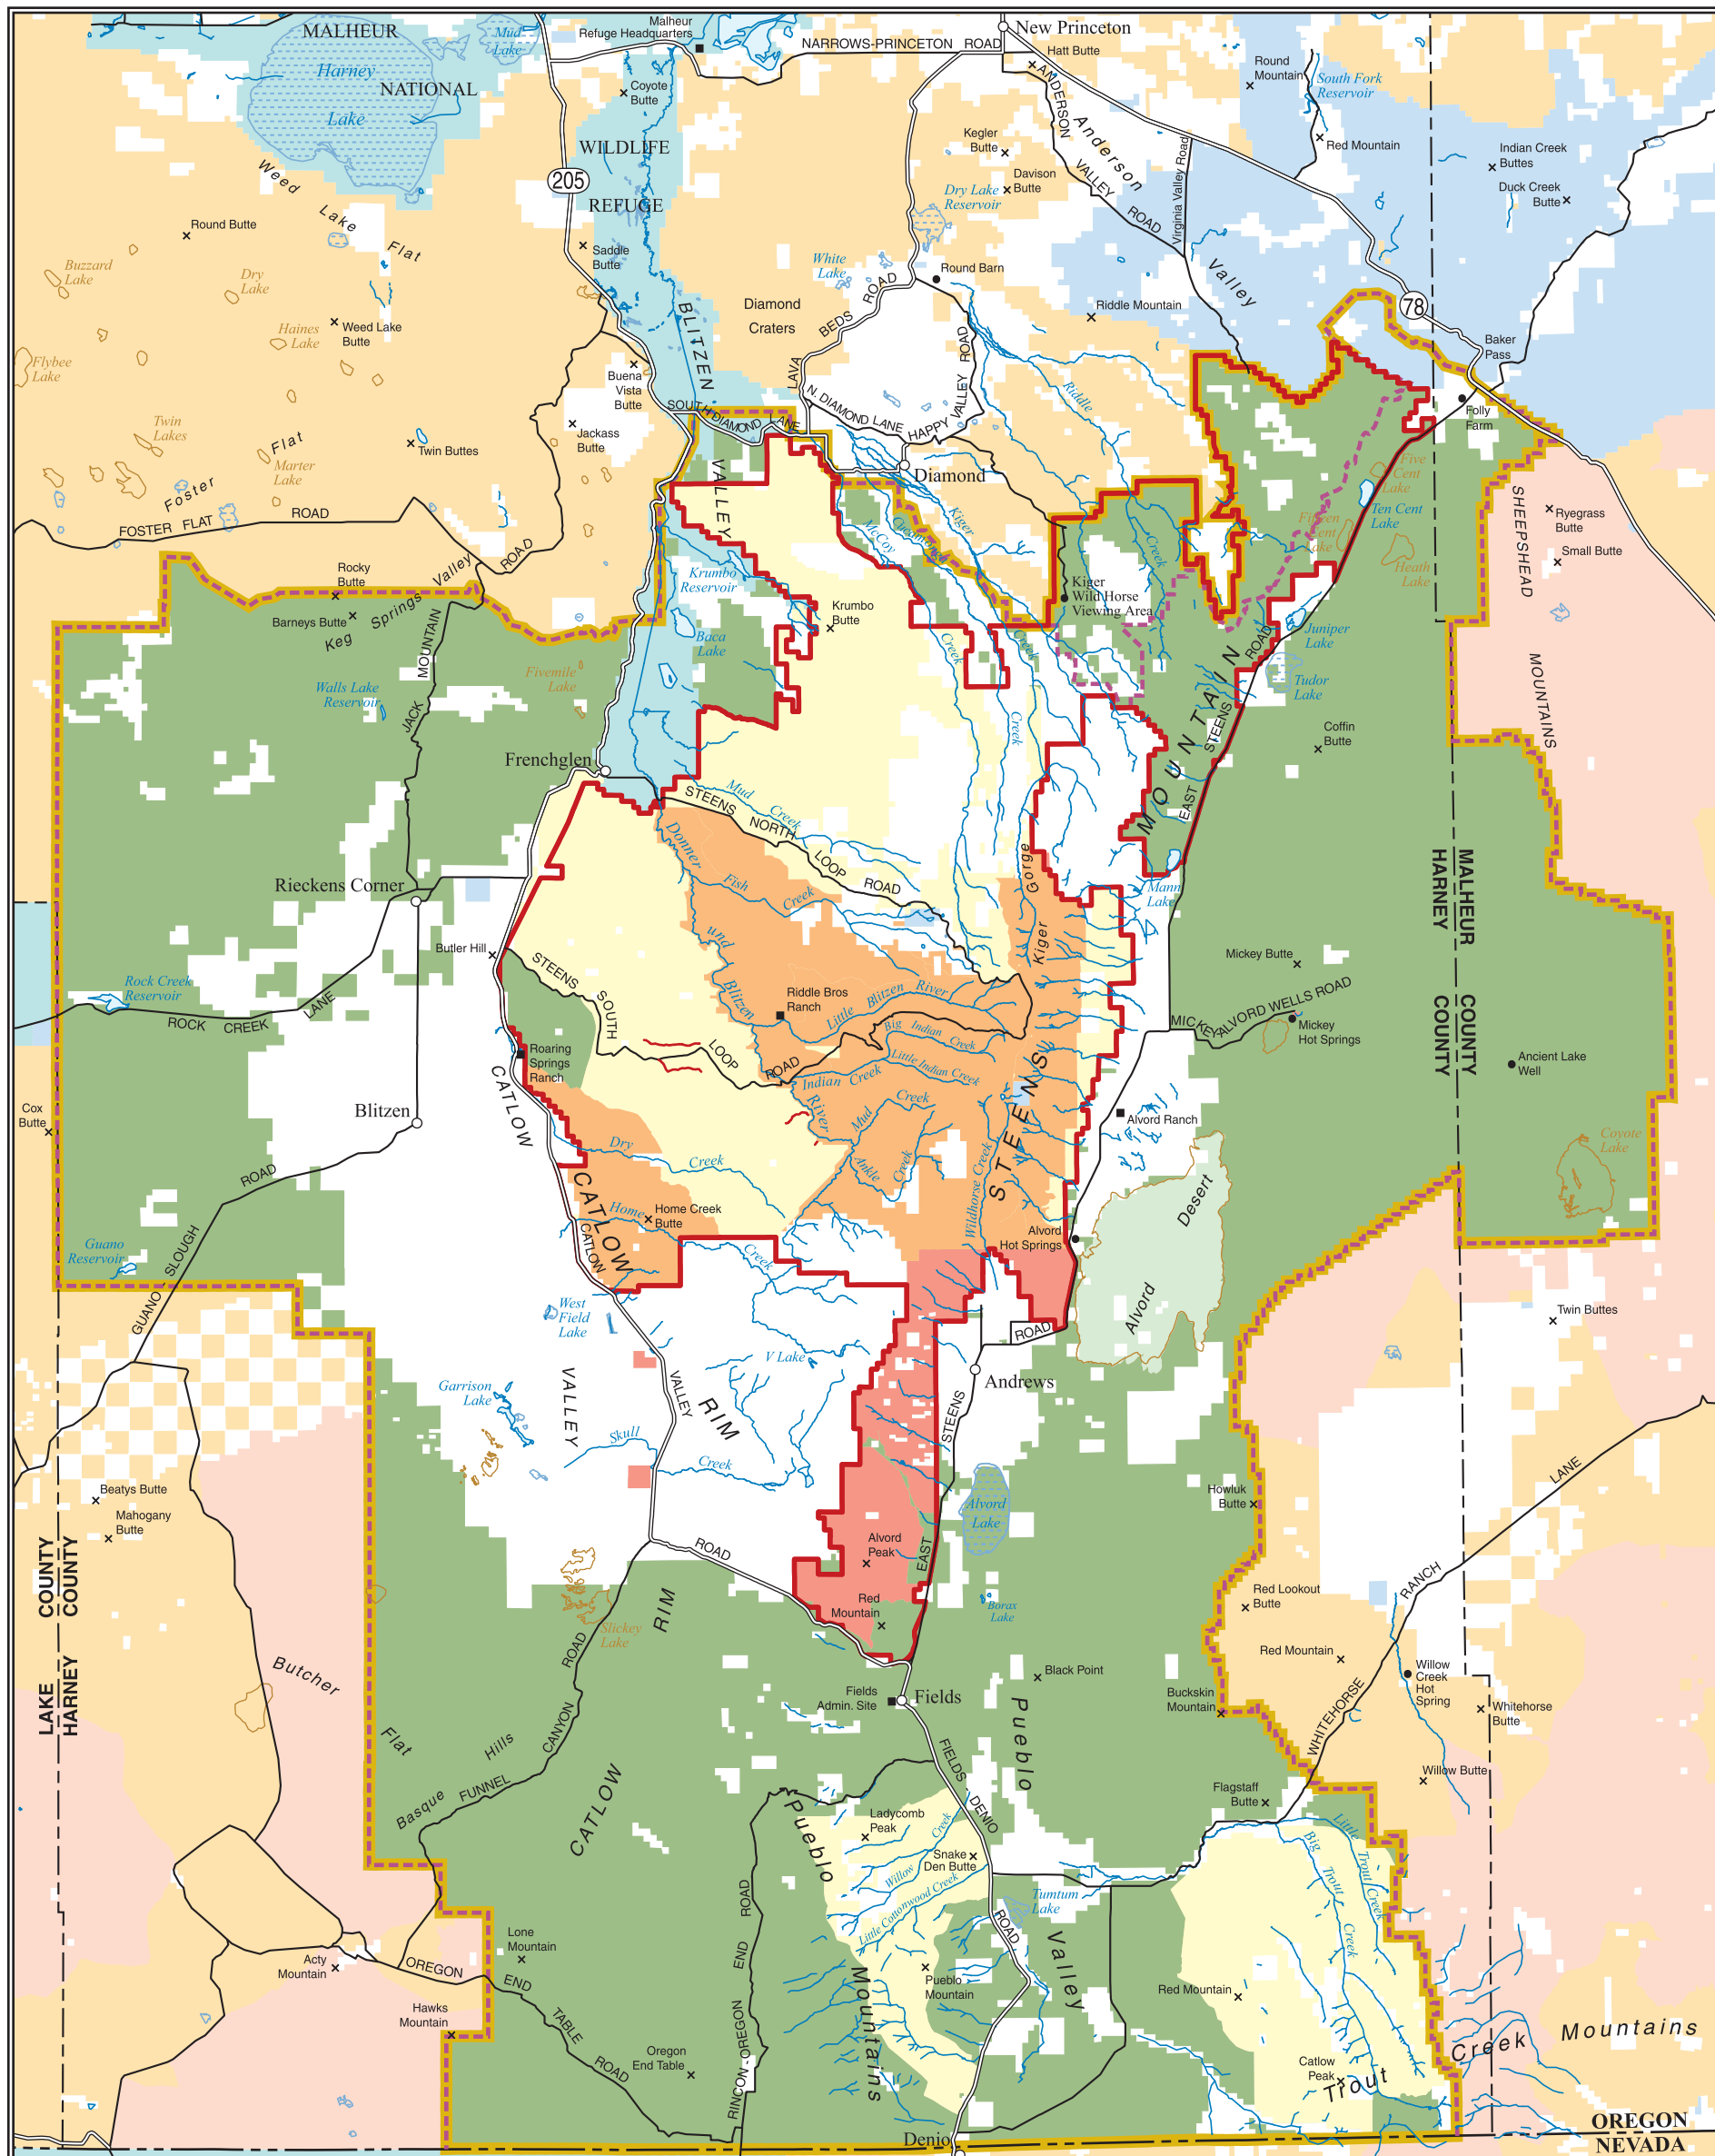 MALHEUR
Harney
Lake
NATIONAL
Mud
Lake
Malheur
Refuge Headquarters
NARROWS-PRINCETON ROAD
New Princeton
Hatt Butte
Coyote
Butte
WILDLIFE
REFUGE
205
Weed Lake Flat
Round Butte
Buzzard
Lake
Dry
Lake
Saddle
Butte
Haines
Lake
Weed Lake
Butte
Flybee
Lake
Twin
Lakes
Foster Flat
Marter
Lake
FOSTER FLAT ROAD
Twin Buttes
Buena
Vista
Butte
Jackass
Butte
BLITZEN
VALLEY
SOUTH DIAMOND LANE
Kegler
Butte
Davison
Butte
Dry Lake
Reservoir
ANDERSON
VALLEY
ROAD
Anderson
Valley
Virginia Valley Road
Round
Mountain
South Fork
Reservoir
Red Mountain
Indian Creek
Buttes
Duck Creek
Butte
White
Lake
Round Barn
Diamond
Craters
LAVA
BEDS
ROAD
Riddle Mountain
Riddle
Creek
78
Baker
Pass
Folly
Farm
N. DIAMOND LANE
HAPPY VALLEY ROAD
Diamond
Kiger
Creek
Cucamonga
Creek
McCoy
Creek
Five
Cent
Lake
Ten Cent
Lake
Fifteen
Cent
Lake
Heath
Lake
SHEEPSHEAD
MOUNTAINS
Ryegrass
Butte
Small Butte
Rocky
Butte
Barneys Butte
Keg Springs Valley
ROAD
JACK MOUNTAIN
Krumbo
Reservoir
Krumbo
Butte
Baca
Lake
Kiger
Wild Horse
Viewing Area
Juniper
Lake
Tudor
Lake
Coffin
Butte
Walls Lake
Reservoir
Fivemile
Lake
Frenchglen
STEENS NORTH LOOP ROAD
Mud
Creek
EAST STEENS ROAD
STEENS MOUNTAIN
Rieckens Corner
Donner
und
Blitzen
River
Fish
Creek
Kiger Gorge
Mann
Lake
MALHEUR COUNTY
HARNEY COUNTY
Butler Hill
Mickey Butte
Rock Creek
Reservoir
ROCK CREEK LANE
STEENS SOUTH LOOP ROAD
Riddle Bros
Ranch
Little Blitzen River
Big Indian
Creek
Little Indian Creek
Indian Creek
MICKEY/ALVORD WELLS ROAD
Mickey
Hot Springs
Roaring
Springs
Ranch
Ancient Lake
Well
Cox
Butte
Blitzen
CATLOW
VALLEY
Mud
Creek
Ankle
Creek
Wildhorse Creek
Alvord Ranch
Coyote
Lake
Dry
Creek
CATLOW
RIM
Home Creek
Butte
Home
Creek
Alvord
Hot Springs
Alvord Desert
Guano
Reservoir
GUANO - SLOUGH
ROAD
CATLOW
VALLEY
ROAD
West
Field
Lake
V Lake
ROAD
Andrews
Twin Buttes
Garrison
Lake
Skull
Creek
Alvord
Lake
Howluk
Butte
Beatys Butte
Mahogany
Butte
EAST STEENS
Alvord
Peak
Red
Mountain
Borax
Lake
LAKE COUNTY
HARNEY COUNTY
Red Lookout
Butte
Slickey
Lake
CATLOW RIM
Red Mountain
WHITEHORSE RANCH LANE
Willow
Creek
Hot
Spring
Whitehorse
Butte
Butcher
Flat
Fields
Admin. Site
Fields
Black Point
Buckskin
Mountain
Willow Butte
Basque Hills
FUNNEL CANYON ROAD
Pueblo
Valley
FIELDS - DENIO
ROAD
Flagstaff
Butte
Pueblo
Mountains
Ladycomb
Peak
Snake
Den Butte
Willow
Creek
Little Cottonwood Creek
Tumtum
Lake
Big
Trout
Creek
Little
Trout Creek
Lone
Mountain
Acty
Mountain
OREGON
END
TABLE
ROAD
Hawks
Mountain
Oregon
End Table
RINCON-OREGON END ROAD
Pueblo
Mountain
Red Mountain
Catlow
Peak
Trout Creek Mountains
Denio
OREGON
NEVADA